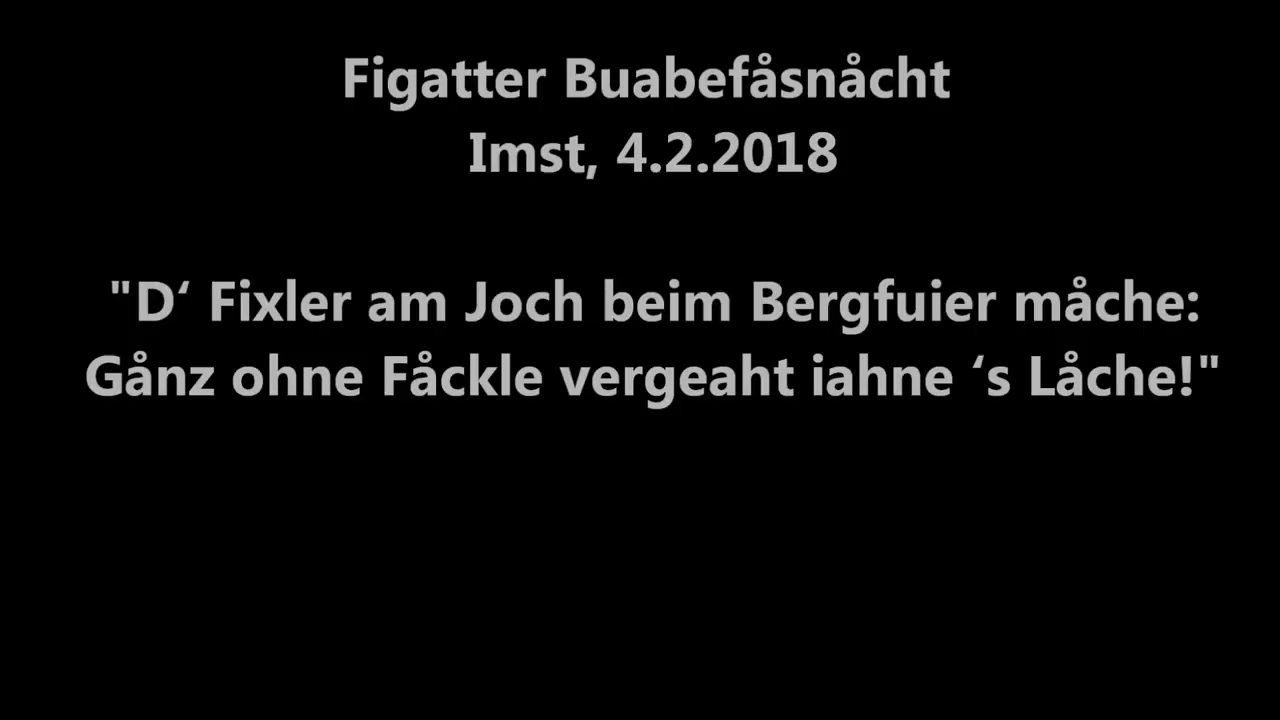 Figatter Buabefåsnåcht
Imst, 4.2.2018
"D‘ Fixler am Joch beim Bergfuier måche:
Gånz ohne Fåckle vergeaht iahne ‘s Låche!"